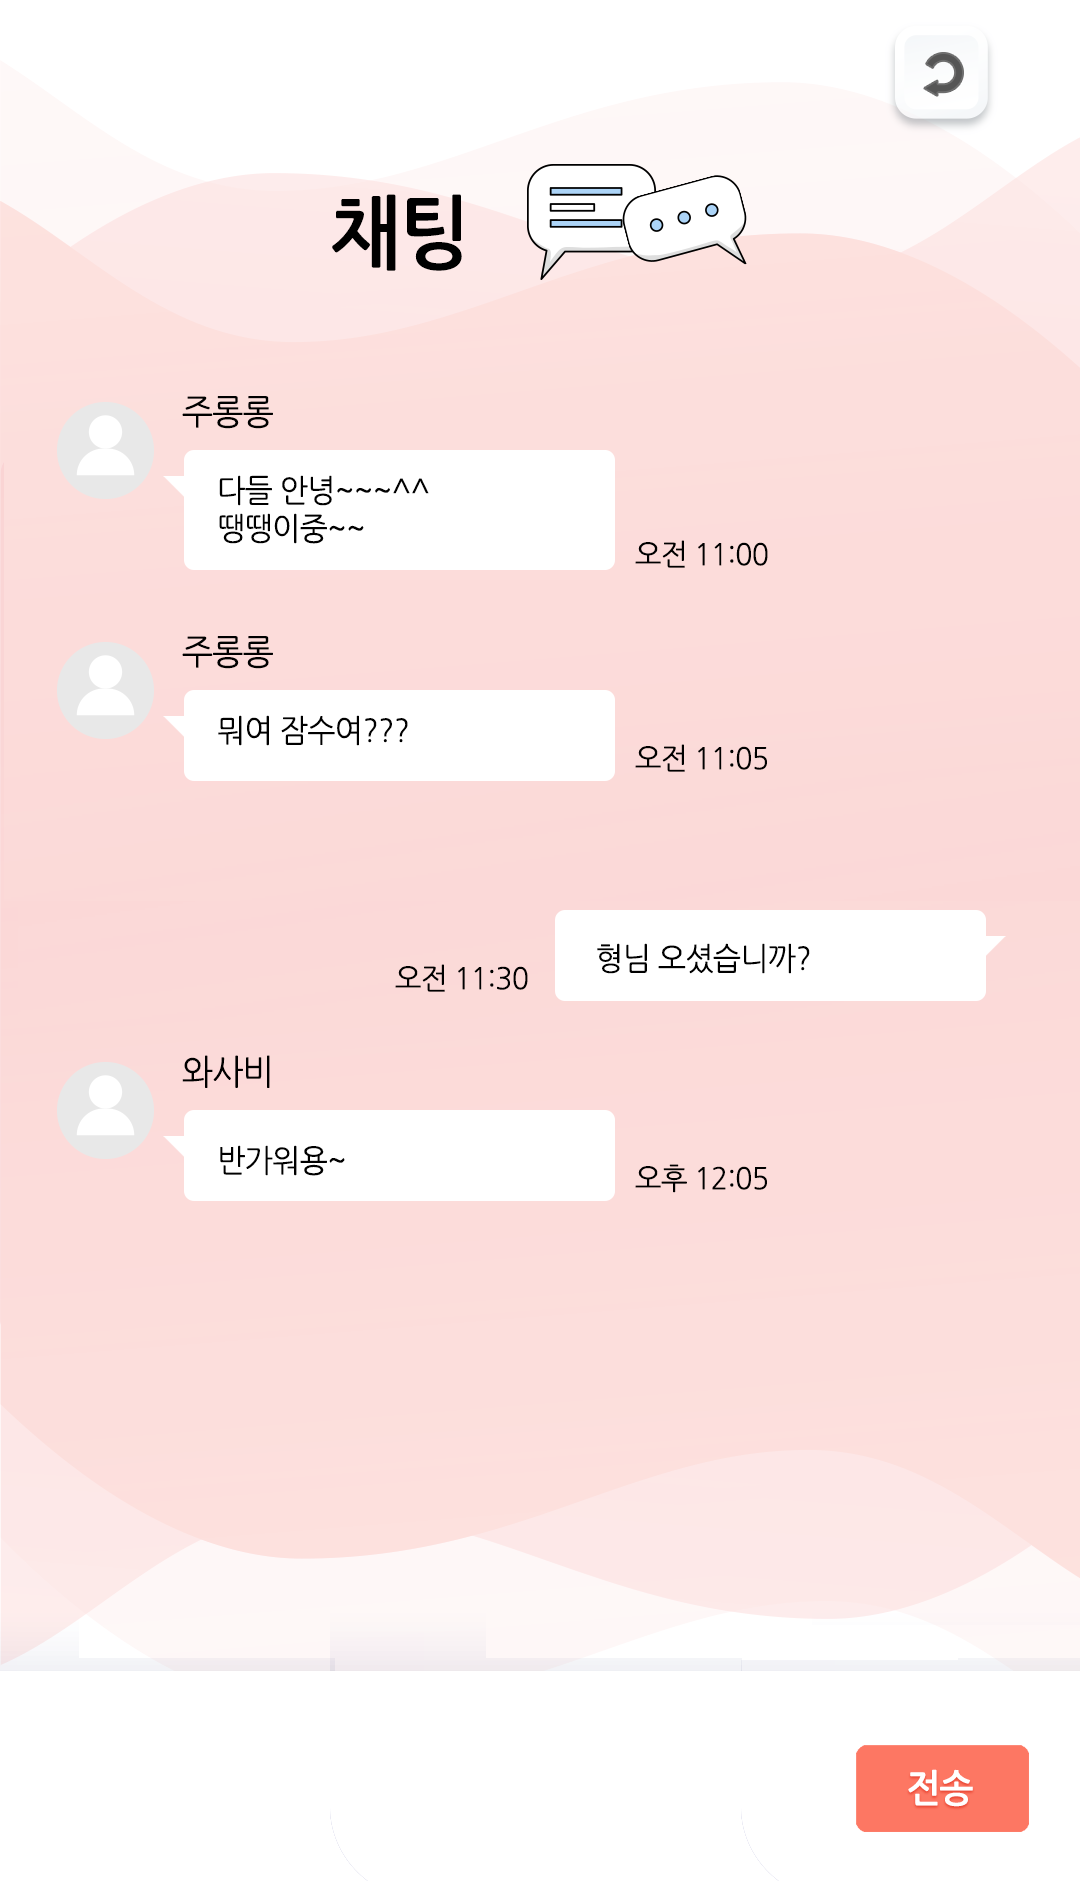 채팅
주롱롱
다들 안녕~~~^^
땡땡이중~~
오전 11:00
주롱롱
뭐여 잠수여???
오전 11:05
형님 오셨습니까?
오전 11:30
와사비
반가워용~
오후 12:05
전송